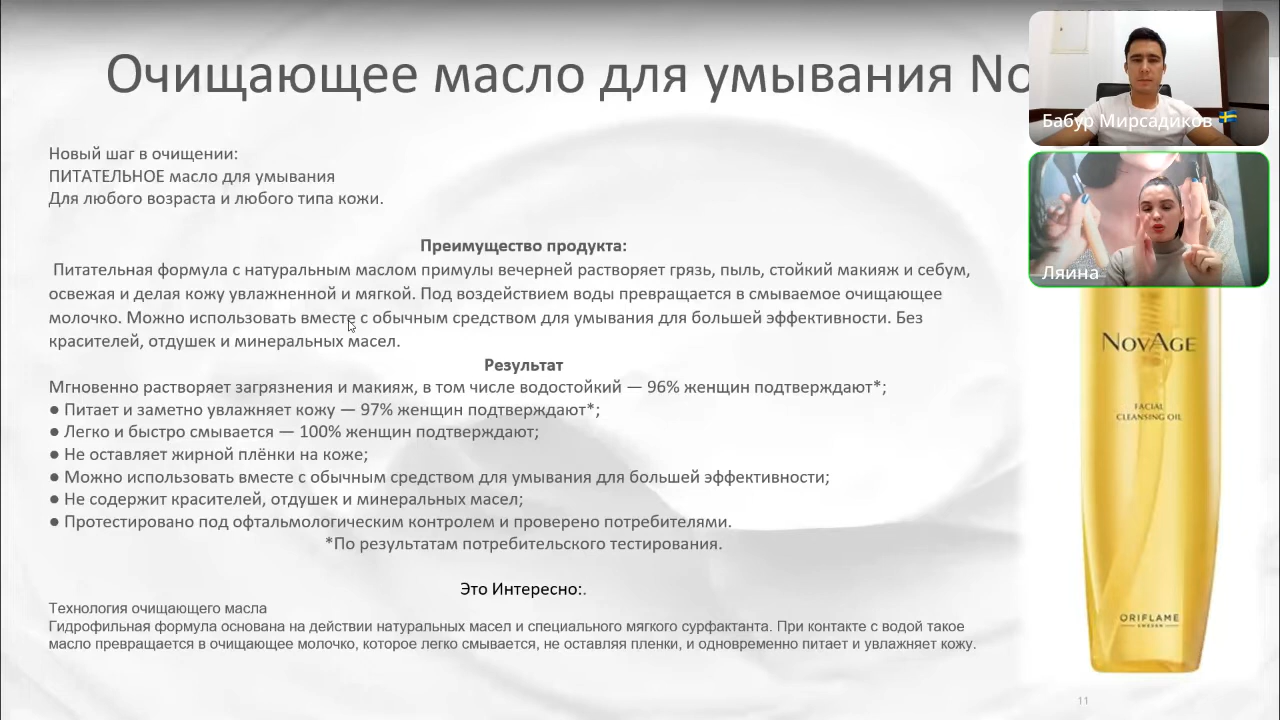 Очищающее масло для умывания No
Бабур Мирсадиков
Ляйна
Новый шаг в очищении:
ПИТАТЕЛЬНОЕ масло для умывания
Для любого возраста и любого типа кожи.
Преимущество продукта:
Питательная формула с натуральным маслом примулы вечерней растворяет грязь, пыль, стойкий макияж и себум,
освежая и делая кожу увлажненной и мягкой. Под воздействием воды превращается в смываемое очищающее
молочко. Можно использовать вместе с обычным средством для умывания для большей эффективности. Без
красителей, отдушек и минеральных масел.
Результат
Мгновенно растворяет загрязнения и макияж, в том числе водостойкий — 96% женщин подтверждают*;
● Питает и заметно увлажняет кожу — 97% женщин подтверждают*;
● Легко и быстро смывается — 100% женщин подтверждают;
● Не оставляет жирной плёнки на коже;
● Можно использовать вместе с обычным средством для умывания для большей эффективности;
● Не содержит красителей, отдушек и минеральных масел;
● Протестировано под офтальмологическим контролем и проверено потребителями.
*По результатам потребительского тестирования.
Это Интересно:.
Технология очищающего масла
Гидрофильная формула основана на действии натуральных масел и специального мягкого сурфактанта. При контакте с водой такое
масло превращается в очищающее молочко, которое легко смывается, не оставляя пленки, и одновременно питает и увлажняет кожу.
NOVAGE
FACIAL
CLEANSING OIL
ORIFLAME
SWEDEN
11